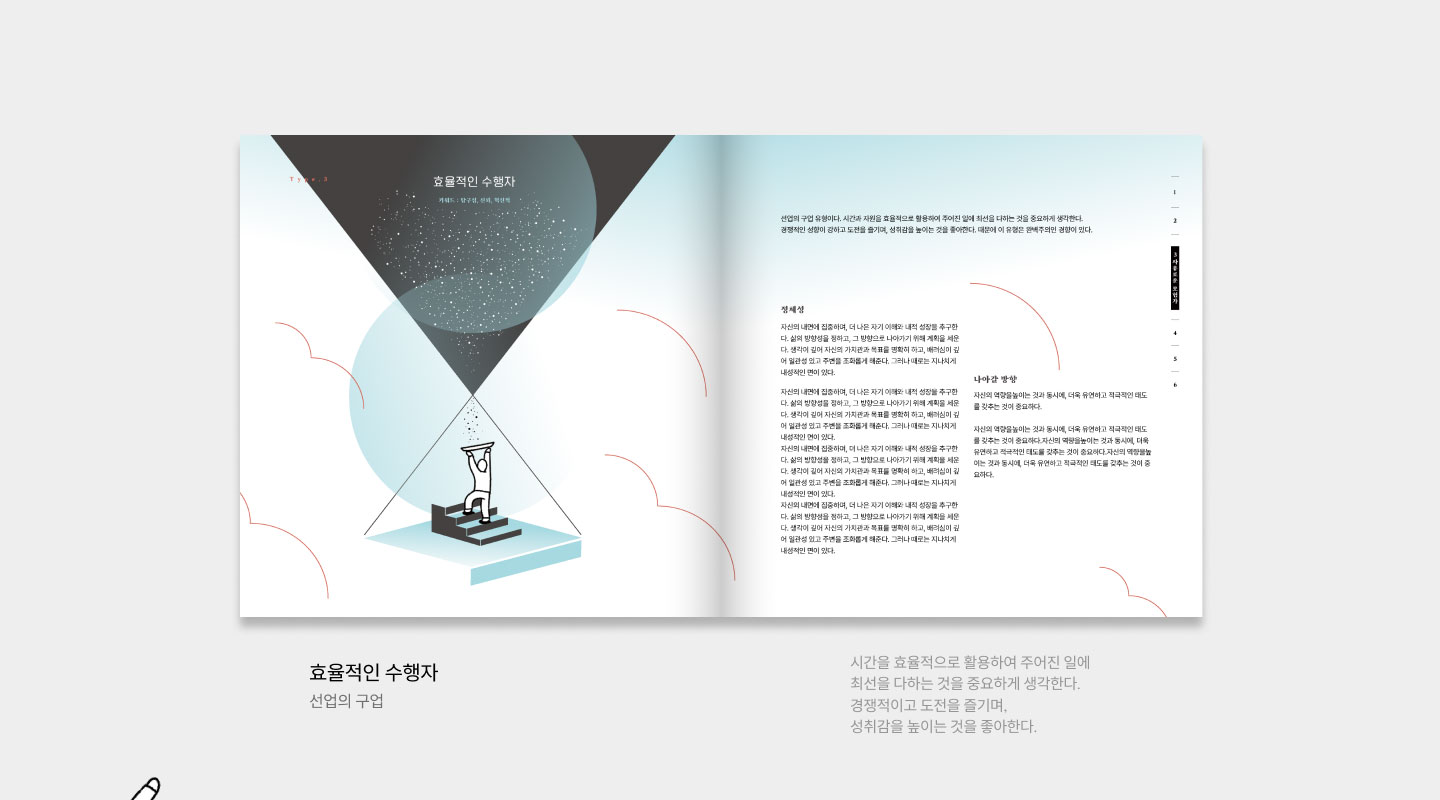 Type.3
효율적인 수행자
키워드 : 탐구심, 신뢰, 헌신적
선업의 구업 유형이다. 시간과 자원을 효율적으로 활용하여 주어진 일에 최선을 다하는 것을 중요하게 생각한다.
경쟁적인 성향이 강하고 도전을 즐기며, 성취감을 높이는 것을 좋아한다. 때문에 이 유형은 완벽주의인 경향이 있다.
정체성
자신의 내면에 집중하며, 더 나은 자기 이해와 내적 성장을 추구한
다. 삶의 방향성을 정하고, 그 방향으로 나아가기 위해 계획을 세운
다. 생각이 깊어 자신의 가치관과 목표를 명확히 하고, 배려심이 깊
어 일관성 있고 주변을 조화롭게 해준다. 그러나 때로는 지나치게
내성적인 면이 있다.
자신의 내면에 집중하며, 더 나은 자기 이해와 내적 성장을 추구한
다. 삶의 방향성을 정하고, 그 방향으로 나아가기 위해 계획을 세운
다. 생각이 깊어 자신의 가치관과 목표를 명확히 하고, 배려심이 깊
어 일관성 있고 주변을 조화롭게 해준다. 그러나 때로는 지나치게
내성적인 면이 있다.
자신의 내면에 집중하며, 더 나은 자기 이해와 내적 성장을 추구한
다. 삶의 방향성을 정하고, 그 방향으로 나아가기 위해 계획을 세운
다. 생각이 깊어 자신의 가치관과 목표를 명확히 하고, 배려심이 깊
어 일관성 있고 주변을 조화롭게 해준다. 그러나 때로는 지나치게
내성적인 면이 있다.
자신의 내면에 집중하며, 더 나은 자기 이해와 내적 성장을 추구한
다. 삶의 방향성을 정하고, 그 방향으로 나아가기 위해 계획을 세운
다. 생각이 깊어 자신의 가치관과 목표를 명확히 하고, 배려심이 깊
어 일관성 있고 주변을 조화롭게 해준다. 그러나 때로는 지나치게
내성적인 면이 있다.
나아갈 방향
자신의 역량을높이는 것과 동시에, 더욱 유연하고 적극적인 태도
를 갖추는 것이 중요하다.
자신의 역량을높이는 것과 동시에, 더욱 유연하고 적극적인 태도
를 갖추는 것이 중요하다.자신의 역량을높이는 것과 동시에, 더욱
유연하고 적극적인 태도를 갖추는 것이 중요하다.자신의 역량을높
이는 것과 동시에, 더욱 유연하고 적극적인 태도를 갖추는 것이 중
요하다.
1
2
3 자유로운
4
5
6
효율적인 수행자
선업의 구업
시간을 효율적으로 활용하여 주어진 일에
최선을 다하는 것을 중요하게 생각한다.
경쟁적이고 도전을 즐기며,
성취감을 높이는 것을 좋아한다.